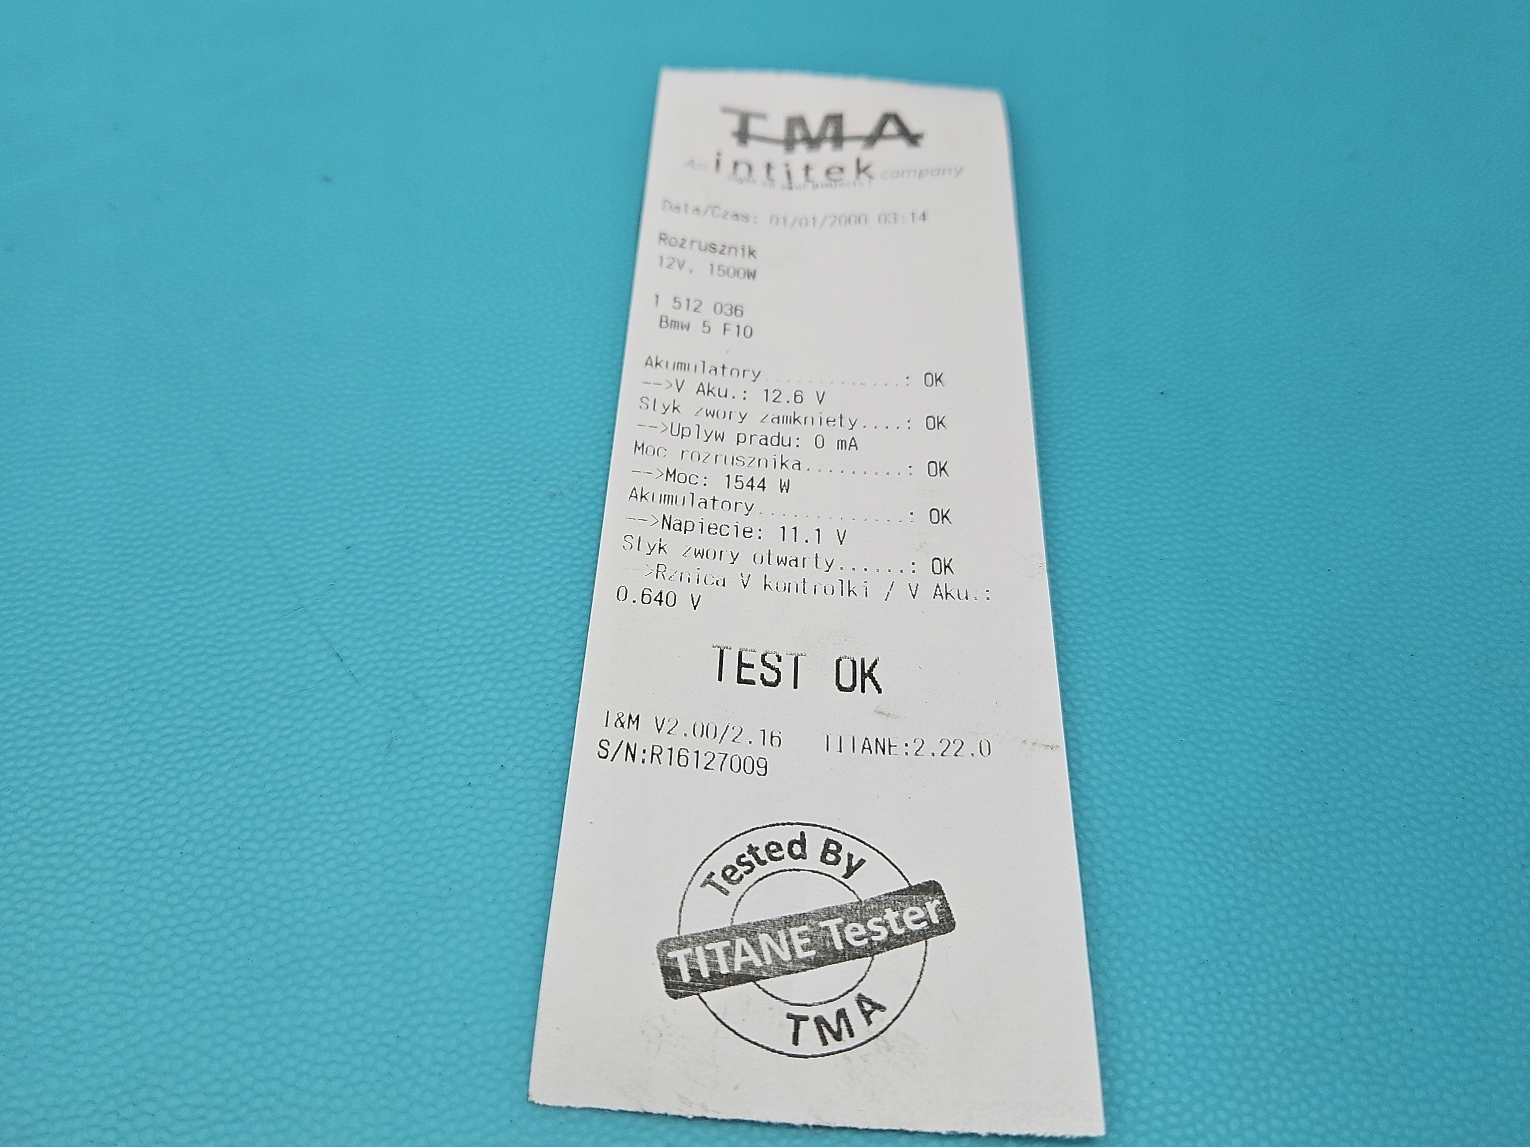 TMA
An intitek company
Data/Czas: 01/01/2000 03:14
Rozrusznik
12V, 1500W
1 512 036
Bmw 5 F10
Akumulatory.............: OK
-->V Aku.: 12.6 V
Styk zwory zamkniety....: OK
-->Uplyw pradu: 0 mA
Moc rozrusznika.........: OK
-->Moc: 1544 W
Akumulatory.............: OK
-->Napiecie: 11.1 V
Styk zwory otwarty......: OK
-->Rznica V kontrolki / V Aku.:
0.640 V
TEST OK
I&M V2.00/2.16 TITANE:2.22.0
S/N:R16127009
Tested By
TITANE Tester
TMA